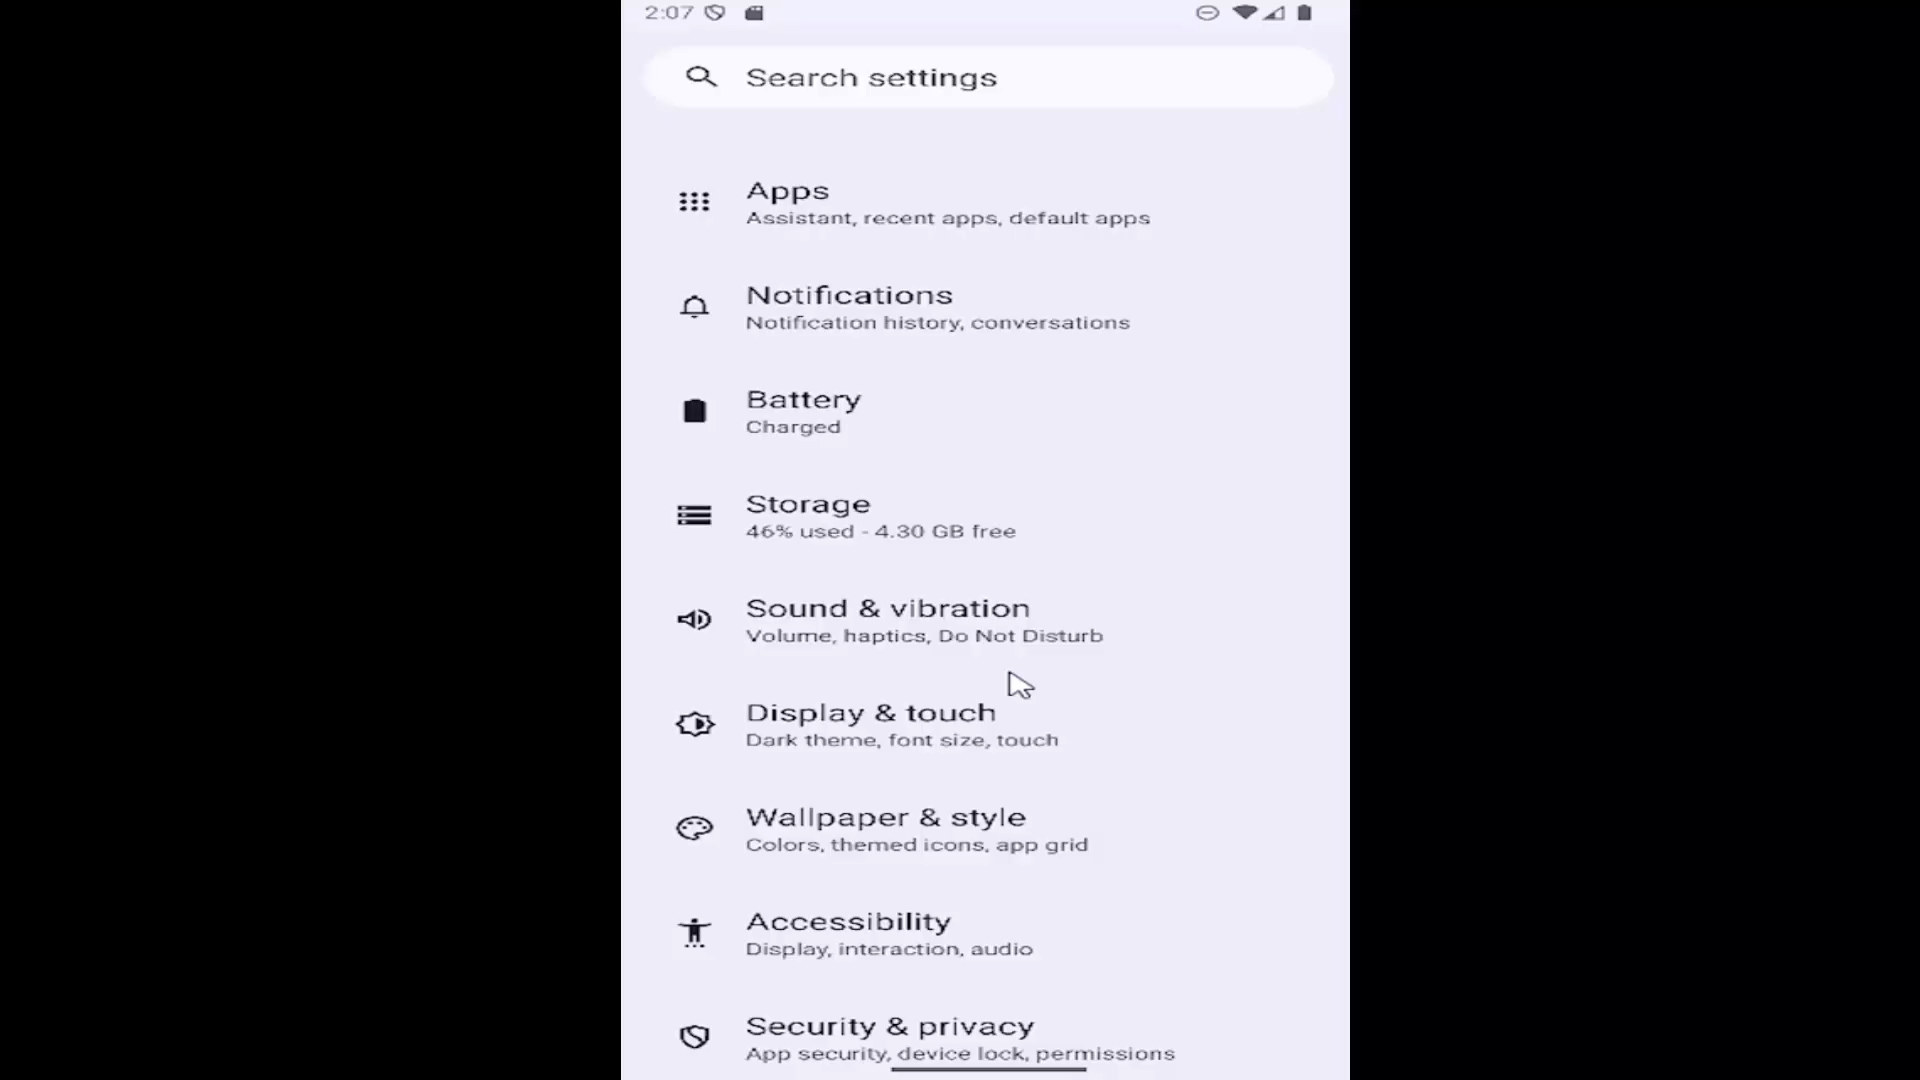 2:07
Search settings
Apps
Assistant, recent apps, default apps
Notifications
Notification history, conversations
Battery
Charged
Storage
46% used - 4.30 GB free
Sound & vibration
Volume, haptics, Do Not Disturb
Display & touch
Dark theme, font size, touch
Wallpaper & style
Colors, themed icons, app grid
Accessibility
Display, interaction, audio
Security & privacy
App security, device lock, permissions